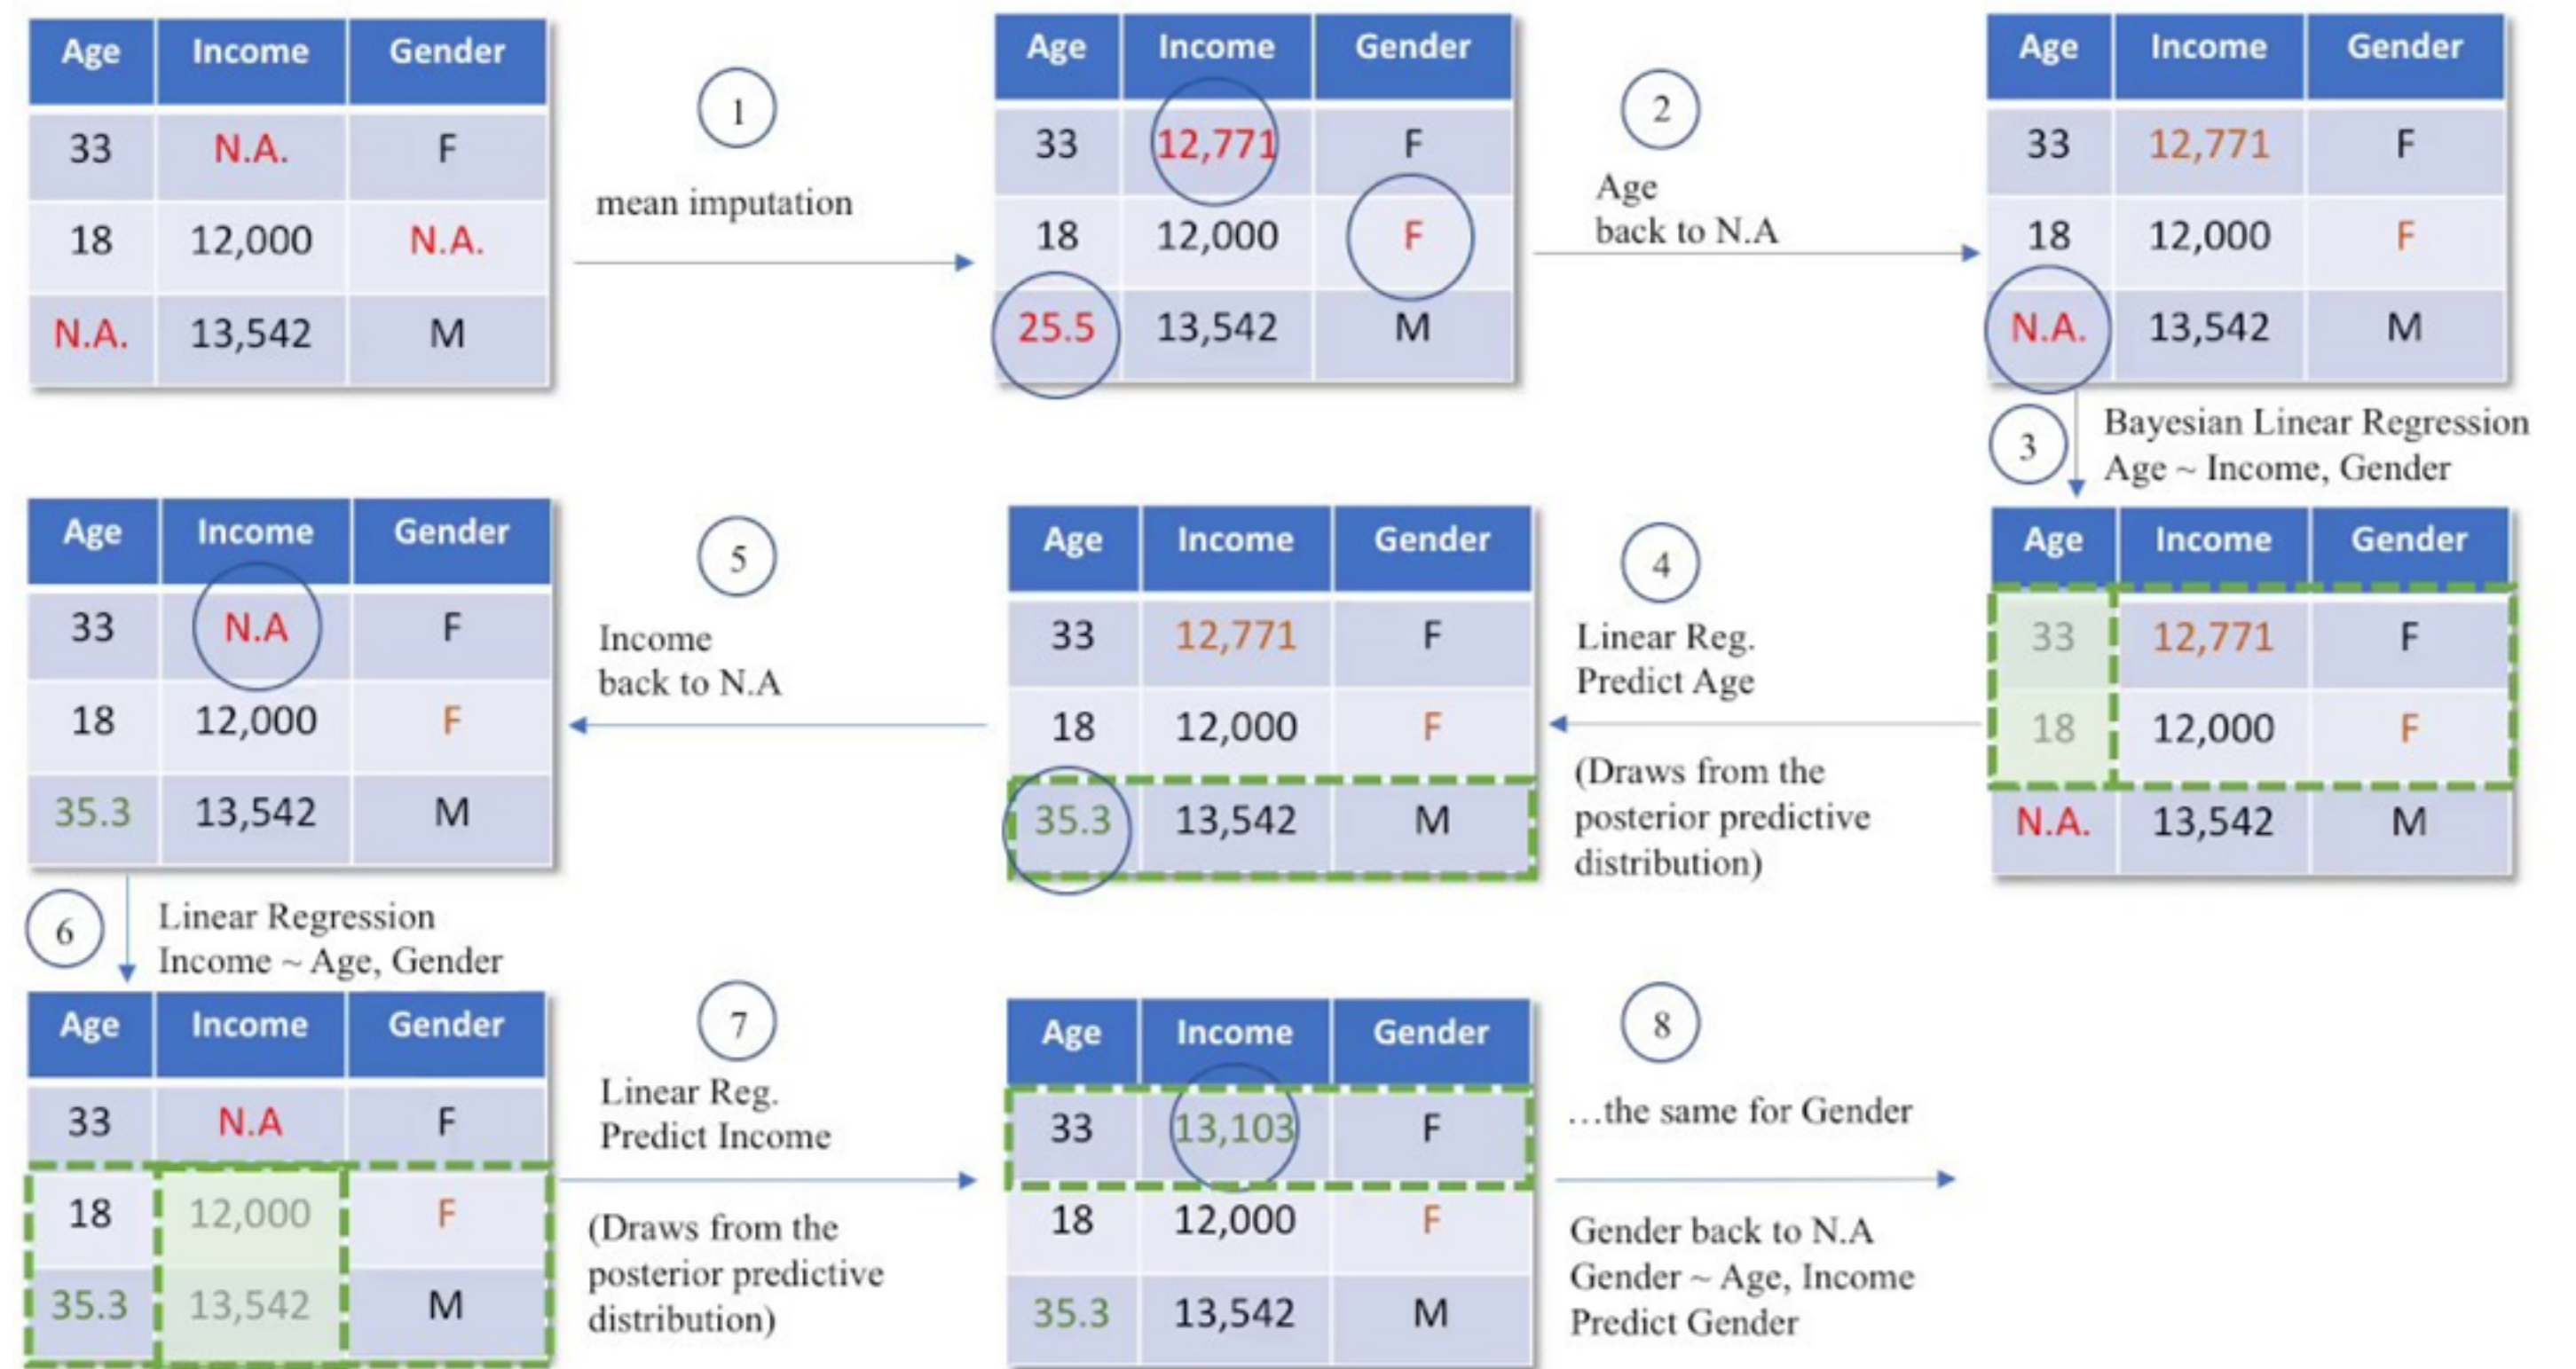 Age Income Gender
33 N.A. F
18 12,000 N.A.
N.A. 13,542 M
1
mean imputation
Age Income Gender
33 12,771 F
18 12,000 F
25.5 13,542 M
2
Age
back to N.A
Age Income Gender
33 12,771 F
18 12,000 F
N.A. 13,542 M
3
Bayesian Linear Regression
Age ~ Income, Gender
Age Income Gender
33 12,771 F
18 12,000 F
N.A. 13,542 M
4
Linear Reg.
Predict Age
(Draws from the
posterior predictive
distribution)
Age Income Gender
33 12,771 F
18 12,000 F
35.3 13,542 M
5
Income
back to N.A
Age Income Gender
33 N.A F
18 12,000 F
35.3 13,542 M
6
Linear Regression
Income ~ Age, Gender
Age Income Gender
33 N.A F
18 12,000 F
35.3 13,542 M
7
Linear Reg.
Predict Income
(Draws from the
posterior predictive
distribution)
Age Income Gender
33 13,103 F
18 12,000 F
35.3 13,542 M
8
...the same for Gender
Gender back to N.A
Gender ~ Age, Income
Predict Gender